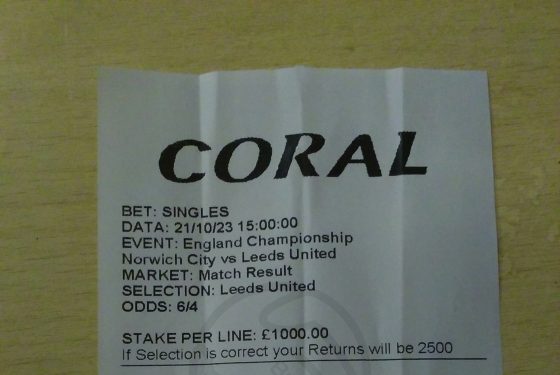 CORAL
BET: SINGLES
DATA: 21/10/23 15:00:00
EVENT: England Championship
Norwich City vs Leeds United
MARKET: Match Result
SELECTION: Leeds United
ODDS: 6/4
STAKE PER LINE: £1000.00
If Selection is correct your Returns will be 2500